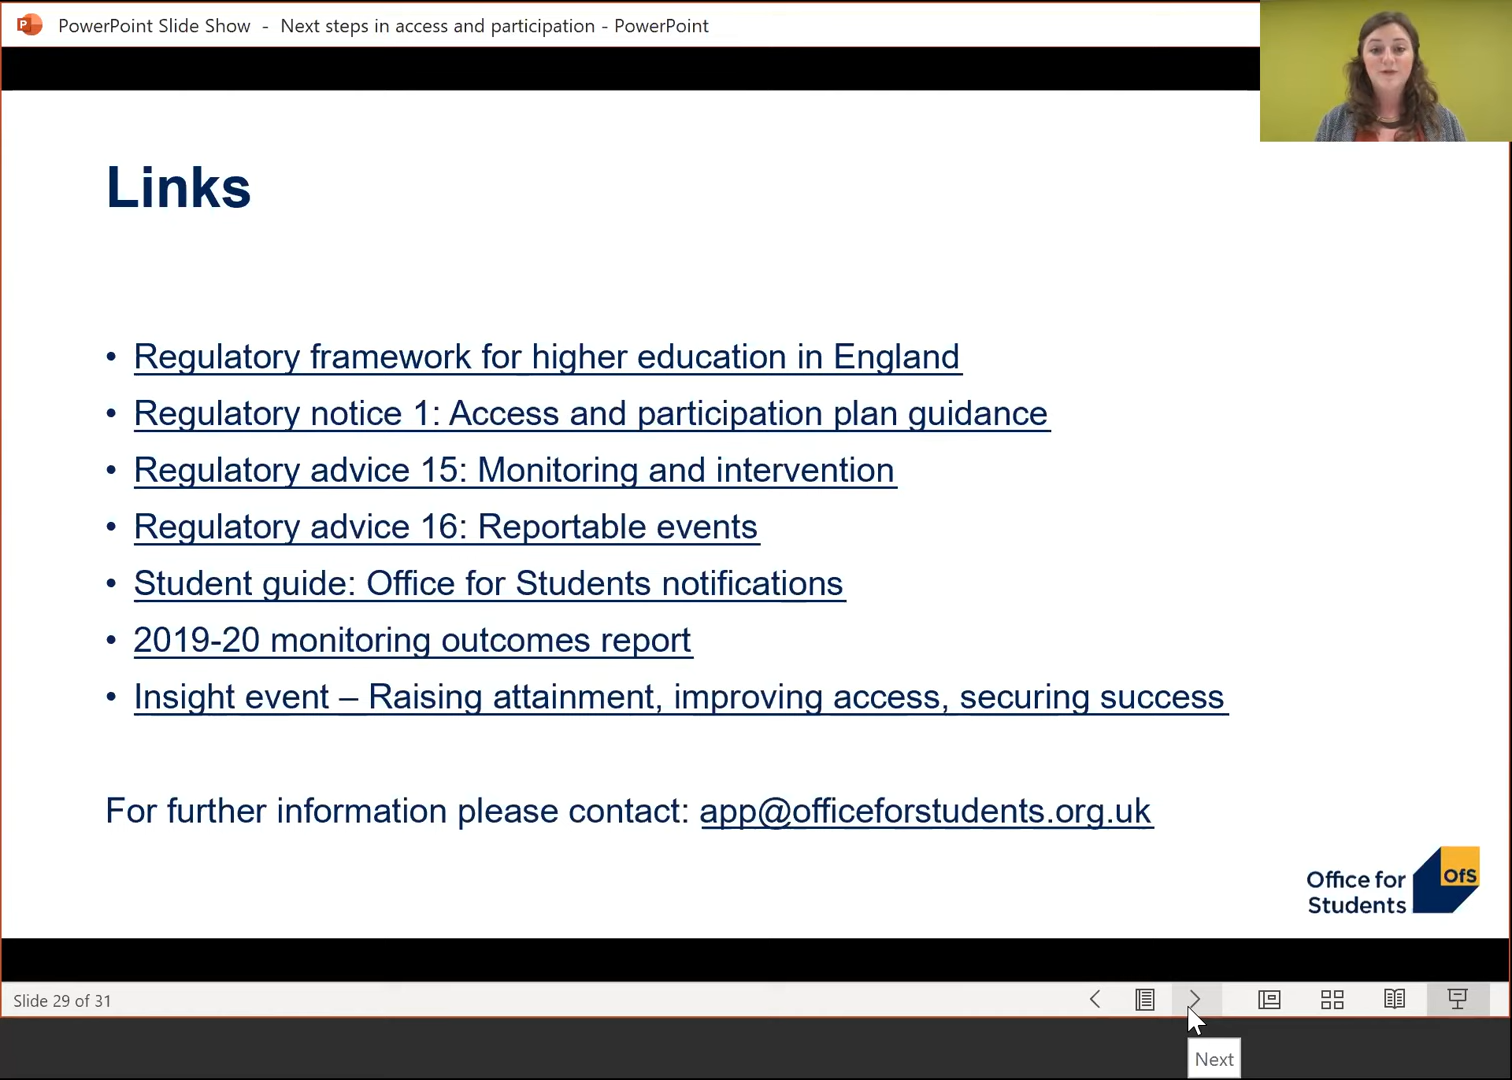 PowerPoint Slide Show - Next steps in access and participation - PowerPoint
Links
• Regulatory framework for higher education in England
• Regulatory notice 1: Access and participation plan guidance
• Regulatory advice 15: Monitoring and intervention
• Regulatory advice 16: Reportable events
• Student guide: Office for Students notifications
• 2019-20 monitoring outcomes report
• Insight event – Raising attainment, improving access, securing success
For further information please contact: app@officeforstudents.org.uk
Office for
Students
OfS
Slide 29 of 31
Next